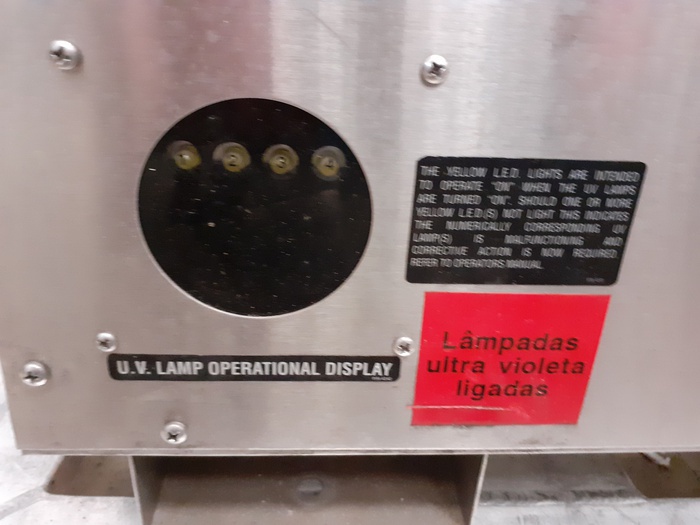 1 2 3 4
THE YELLOW L.E.D. LIGHTS ARE INTENDED
TO OPERATE "ON" WHEN THE UV LAMPS
ARE TURNED "ON". SHOULD ONE OR MORE
YELLOW L.E.D.(S) NOT LIGHT THIS INDICATES
THE NUMERICALLY CORRESPONDING UV
LAMP(S) IS MALFUNCTIONING AND
CORRECTIVE ACTION IS NOW REQUIRED.
REFER TO OPERATORS MANUAL.
U.V. LAMP OPERATIONAL DISPLAY
Lâmpadas
ultra violeta
ligadas